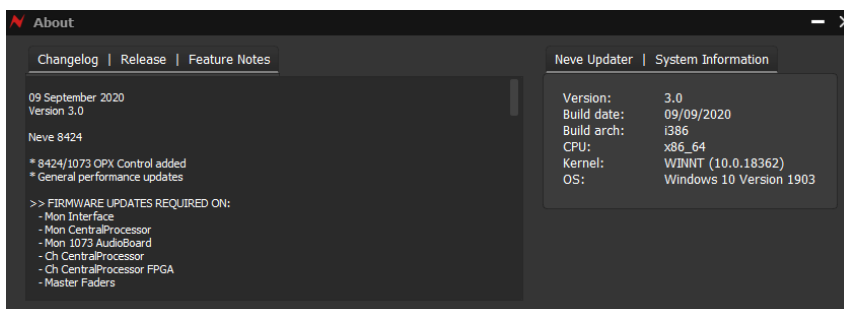 About
Changelog | Release | Feature Notes
09 September 2020
Version 3.0
Neve 8424
* 8424/1073 OPX Control added
* General performance updates
>> FIRMWARE UPDATES REQUIRED ON:
- Mon Interface
- Mon CentralProcessor
- Mon 1073 AudioBoard
- Ch CentralProcessor
- Ch CentralProcessor FPGA
- Master Faders
Neve Updater | System Information
Version: 3.0
Build date: 09/09/2020
Build arch: i386
CPU: x86_64
Kernel: WINNT (10.0.18362)
OS: Windows 10 Version 1903